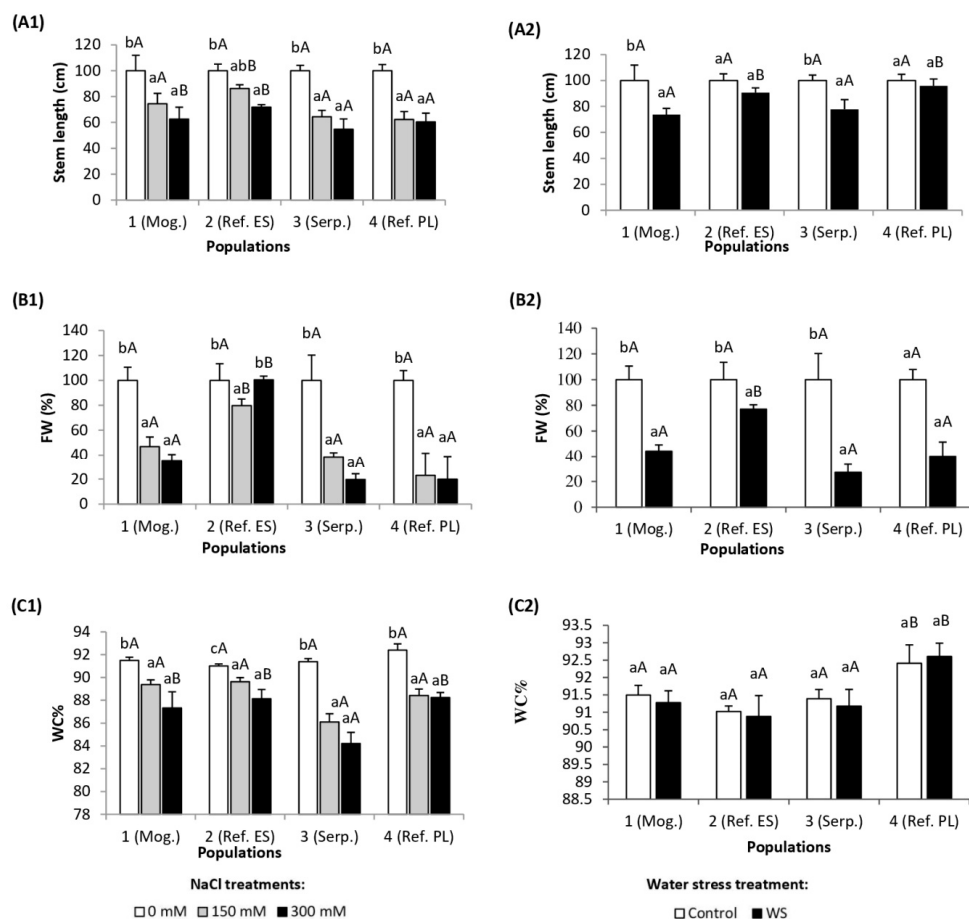 (A1)
Stem length (cm)
120
100
80
60
40
20
0
bA
aA
aB
bA
abB
aB
bA
aA
aA
bA
aA
aA
1 (Mog.) 2 (Ref. ES) 3 (Serp.) 4 (Ref. PL)
Populations
(A2)
Stem length (cm)
120
100
80
60
40
20
0
bA
aA
aA
aB
bA
aA
aA
aB
1 (Mog.) 2 (Ref. ES) 3 (Serp.) 4 (Ref. PL)
Populations
(B1)
FW (%)
140
120
100
80
60
40
20
0
bA
aA
aA
bA
aB
bB
bA
aA
aA
bA
aA
aA
1 (Mog.) 2 (Ref. ES) 3 (Serp.) 4 (Ref. PL)
Populations
(B2)
FW (%)
140
120
100
80
60
40
20
0
bA
aA
bA
aB
bA
aA
aA
aA
1 (Mog.) 2 (Ref. ES) 3 (Serp.) 4 (Ref. PL)
Populations
(C1)
WC%
94
92
90
88
86
84
82
80
78
bA
aA
aB
cA
aA
aB
bA
aA
aA
bA
aA
aB
1 (Mog.) 2 (Ref. ES) 3 (Serp.) 4 (Ref. PL)
Populations
(C2)
WC%
93.5
93
92.5
92
91.5
91
90.5
90
89.5
89
88.5
aA
aA
aA
aA
aA
aA
aB
aB
1 (Mog.) 2 (Ref. ES) 3 (Serp.) 4 (Ref. PL)
Populations
NaCl treatments:
0 mM 150 mM 300 mM
Water stress treatment:
Control WS